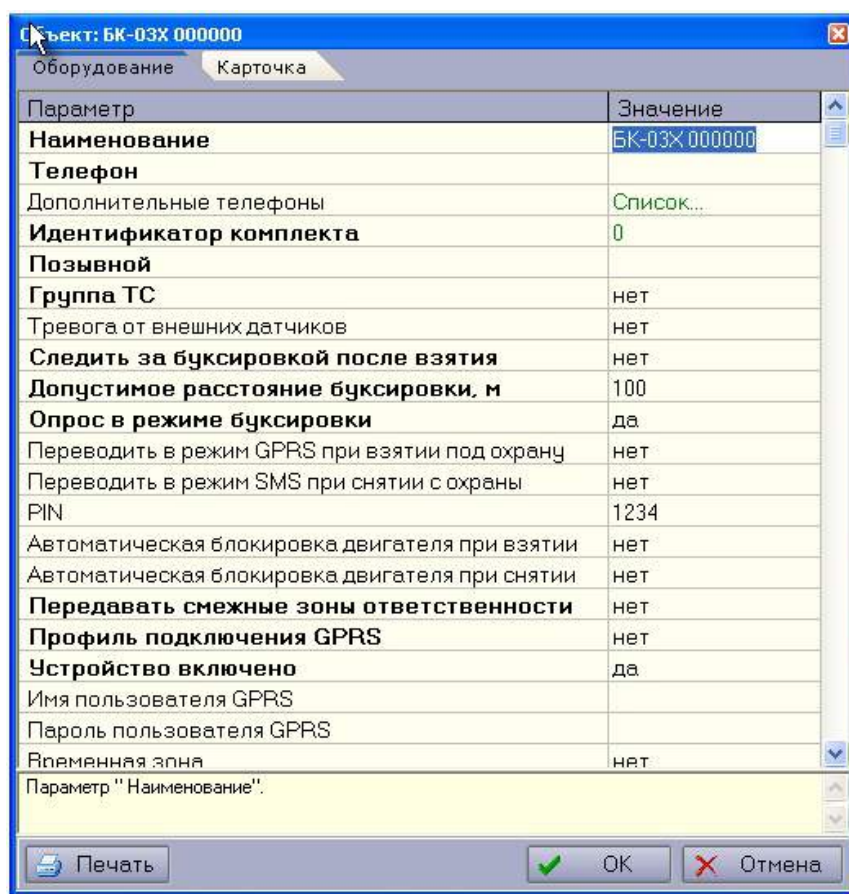 Объект: БК-03Х 000000
Оборудование Карточка
Параметр Значение
Наименование БК-03Х 000000
Телефон
Дополнительные телефоны Список...
Идентификатор комплекта 0
Позывной
Группа ТС нет
Тревога от внешних датчиков нет
Следить за буксировкой после взятия нет
Допустимое расстояние буксировки, м 100
Опрос в режиме буксировки да
Переводить в режим GPRS при взятии под охрану нет
Переводить в режим SMS при снятии с охраны нет
PIN 1234
Автоматическая блокировка двигателя при взятии нет
Автоматическая блокировка двигателя при снятии нет
Передавать смежные зоны ответственности нет
Профиль подключения GPRS нет
Устройство включено да
Имя пользователя GPRS
Пароль пользователя GPRS
Временная зона нет
Параметр " Наименование".
Печать OK Отмена